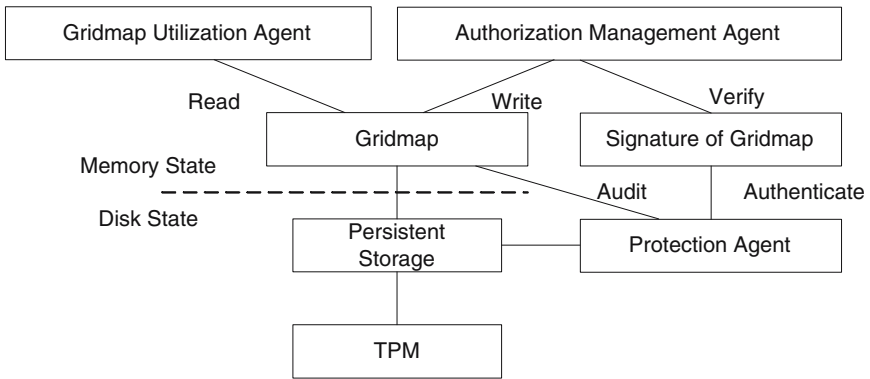 Gridmap Utilization Agent
Authorization Management Agent
Read
Write
Verify
Gridmap
Signature of Gridmap
Memory State
Audit
Authenticate
Disk State
Persistent
Storage
Protection Agent
TPM